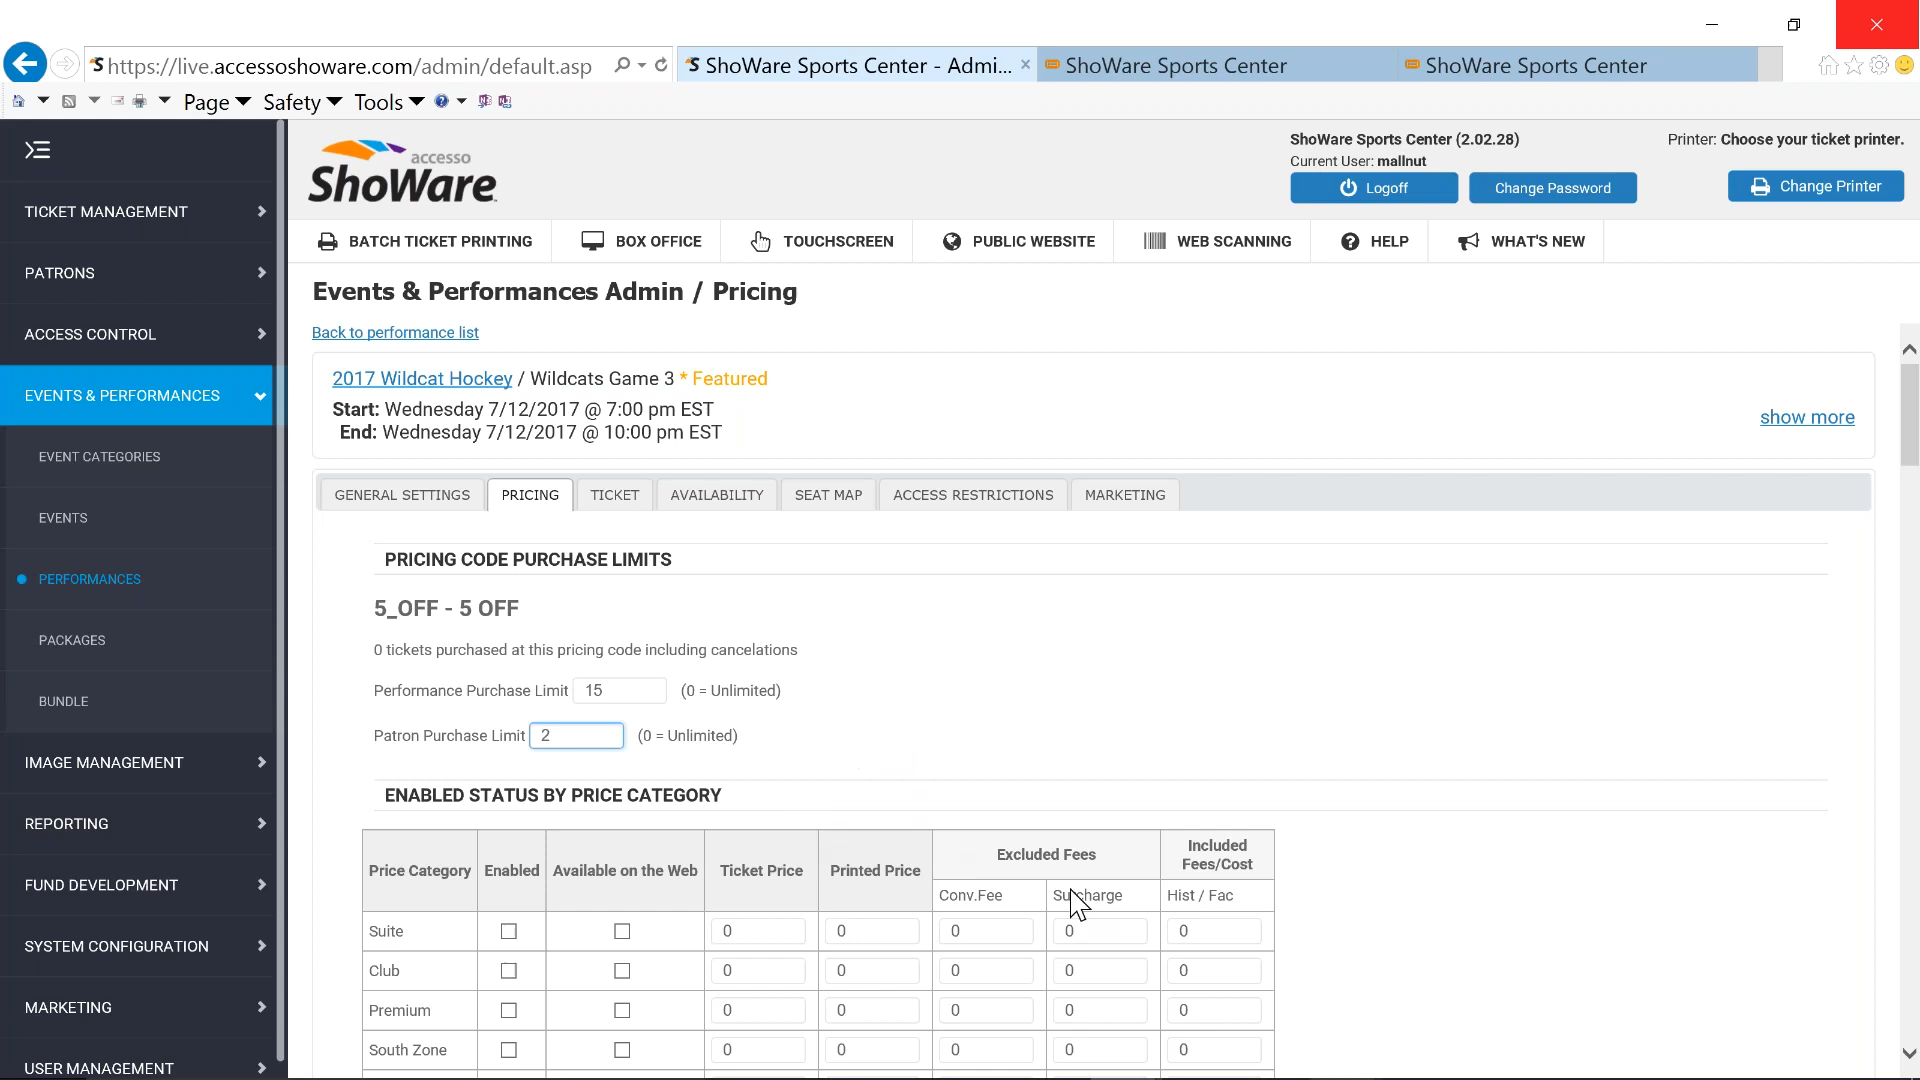 https://live.accessoshoware.com/admin/default.asp
ShoWare Sports Center - Admi...
ShoWare Sports Center
ShoWare Sports Center
Page
Safety
Tools
accesso
ShoWare
ShoWare Sports Center (2.02.28)
Current User: mallnut
Logoff
Change Password
Printer: Choose your ticket printer.
Change Printer
TICKET MANAGEMENT
PATRONS
ACCESS CONTROL
EVENTS & PERFORMANCES
EVENT CATEGORIES
EVENTS
PERFORMANCES
PACKAGES
BUNDLE
IMAGE MANAGEMENT
REPORTING
FUND DEVELOPMENT
SYSTEM CONFIGURATION
MARKETING
USER MANAGEMENT
BATCH TICKET PRINTING
BOX OFFICE
TOUCHSCREEN
PUBLIC WEBSITE
WEB SCANNING
HELP
WHAT'S NEW
Events & Performances Admin / Pricing
Back to performance list
2017 Wildcat Hockey / Wildcats Game 3 * Featured
Start: Wednesday 7/12/2017 @ 7:00 pm EST
End: Wednesday 7/12/2017 @ 10:00 pm EST
show more
GENERAL SETTINGS
PRICING
TICKET
AVAILABILITY
SEAT MAP
ACCESS RESTRICTIONS
MARKETING
PRICING CODE PURCHASE LIMITS
5_OFF - 5 OFF
0 tickets purchased at this pricing code including cancelations
Performance Purchase Limit 15 (0 = Unlimited)
Patron Purchase Limit 2 (0 = Unlimited)
ENABLED STATUS BY PRICE CATEGORY
Price Category Enabled Available on the Web Ticket Price Printed Price Excluded Fees Included Fees/Cost
Conv.Fee Surcharge Hist / Fac
Suite 0 0 0 0 0
Club 0 0 0 0 0
Premium 0 0 0 0 0
South Zone 0 0 0 0 0